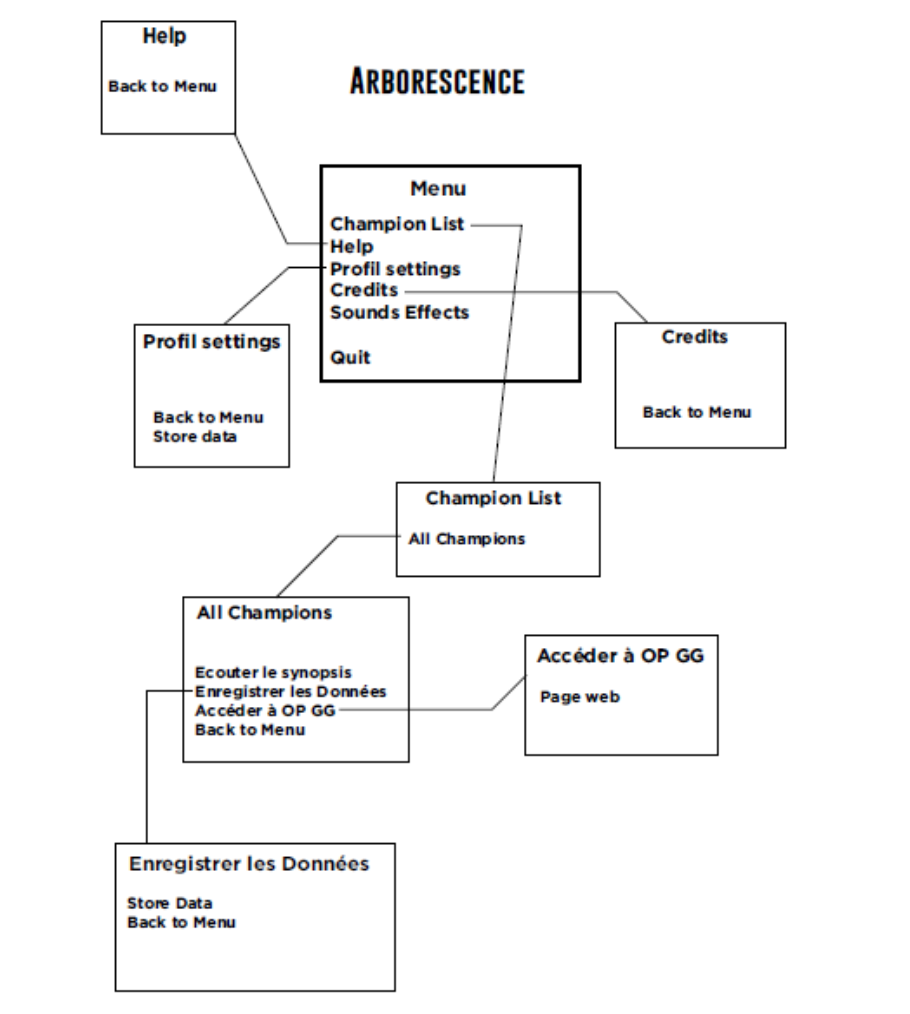 Help
Back to Menu
ARBORESCENCE
Menu
Champion List
Help
Profil settings
Credits
Sounds Effects
Quit
Profil settings
Back to Menu
Store data
Credits
Back to Menu
Champion List
All Champions
All Champions
Ecouter le synopsis
Enregistrer les Données
Accéder à OP GG
Back to Menu
Accéder à OP GG
Page web
Enregistrer les Données
Store Data
Back to Menu